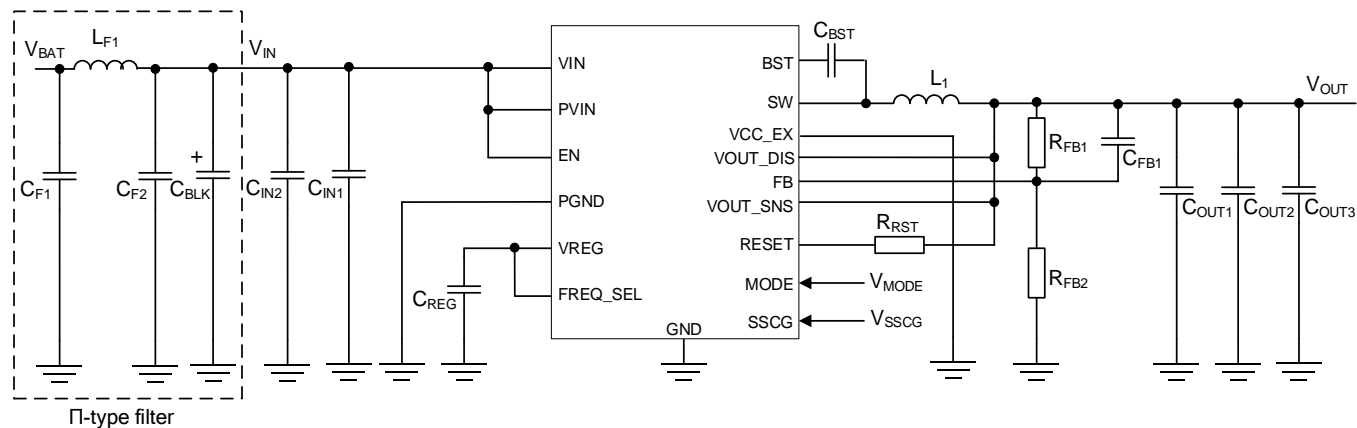 V_BAT
L_F1
V_IN
C_F1
C_F2
+
C_BLK
C_IN2
C_IN1
Π-type filter
VIN
PVIN
EN
PGND
VREG
FREQ_SEL
C_REG
GND
BST
SW
VCC_EX
VOUT_DIS
FB
VOUT_SNS
RESET
MODE
SSCG
C_BST
L_1
R_RST
V_MODE
V_SSCG
R_FB1
C_FB1
R_FB2
V_OUT
C_OUT1
C_OUT2
C_OUT3